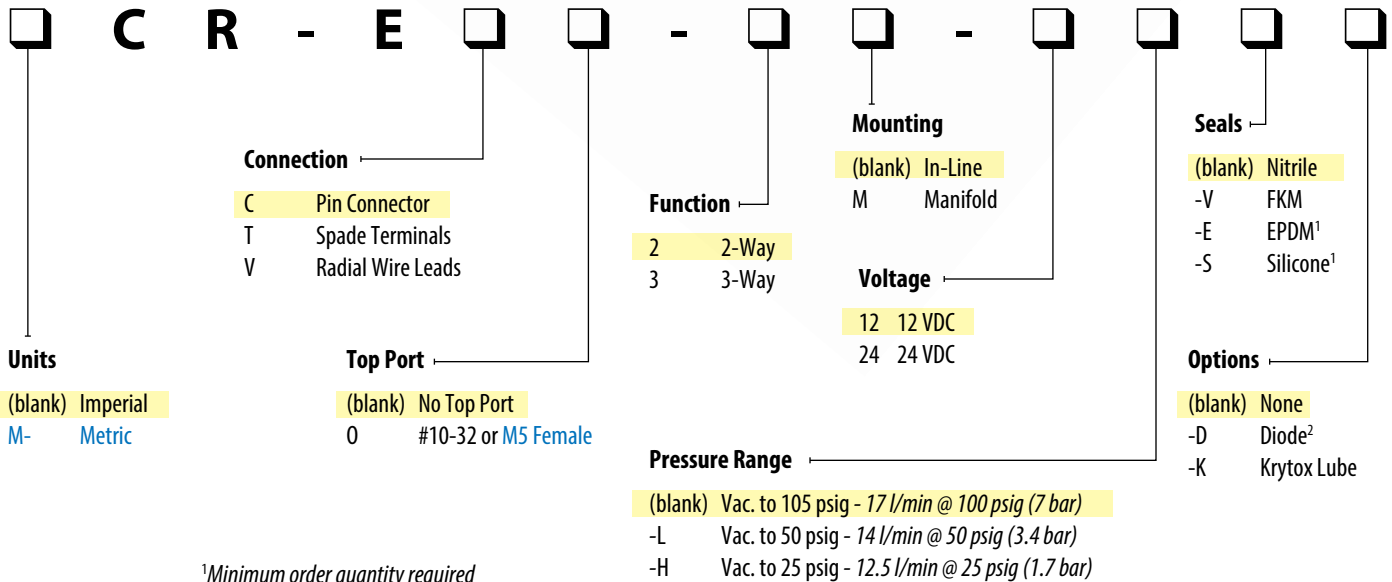 ☐ C R - E ☐ ☐ - ☐ ☐ - ☐ ☐ ☐ ☐
Connection
C Pin Connector
T Spade Terminals
V Radial Wire Leads
Function
2 2-Way
3 3-Way
Mounting
(blank) In-Line
M Manifold
Voltage
12 12 VDC
24 24 VDC
Seals
(blank) Nitrile
-V FKM
-E EPDM¹
-S Silicone¹
Units
(blank) Imperial
M- Metric
Top Port
(blank) No Top Port
O #10-32 or M5 Female
Pressure Range
(blank) Vac. to 105 psig - 17 l/min @ 100 psig (7 bar)
-L Vac. to 50 psig - 14 l/min @ 50 psig (3.4 bar)
-H Vac. to 25 psig - 12.5 l/min @ 25 psig (1.7 bar)
Options
(blank) None
-D Diode²
-K Krytox Lube
¹Minimum order quantity required